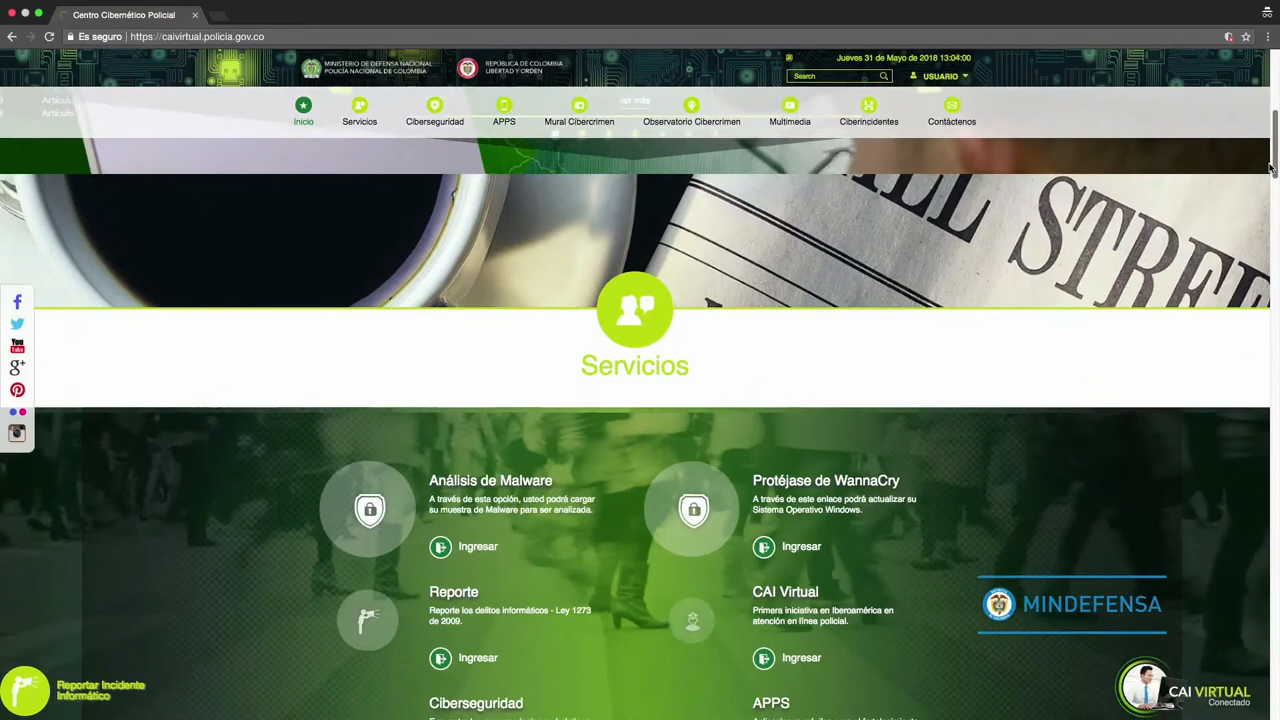 Centro Cibernético Policial
Es seguro https://caivirtual.policia.gov.co
MINISTERIO DE DEFENSA NACIONAL
POLICÍA NACIONAL DE COLOMBIA
REPÚBLICA DE COLOMBIA
LIBERTAD Y ORDEN
Jueves 31 de Mayo de 2018 13:04:00
Search
USUARIO
Artículo
Artículo
ver más
Inicio Servicios Ciberseguridad APPS Mural Cibercrimen Observatorio Cibercrimen Multimedia Ciberincidentes Contáctenos
STREE
Servicios
Análisis de Malware
A través de esta opción, usted podrá cargar
su muestra de Malware para ser analizada.
Ingresar
Protéjase de WannaCry
A través de este enlace podrá actualizar su
Sistema Operativo Windows.
Ingresar
Reporte
Reporte los delitos informáticos - Ley 1273
de 2009.
Ingresar
CAI Virtual
Primera iniciativa en Iberoamérica en
atención en línea policial.
Ingresar
MINDEFENSA
Ciberseguridad
APPS
Reportar Incidente
Informático
CAI VIRTUAL
Conectado